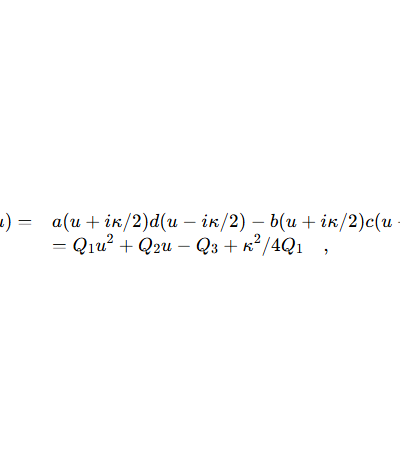 u) = a(u + iκ/2)d(u − iκ/2) − b(u + iκ/2)c(u −
= Q₁u² + Q₂u − Q₃ + κ²/4Q₁ ,